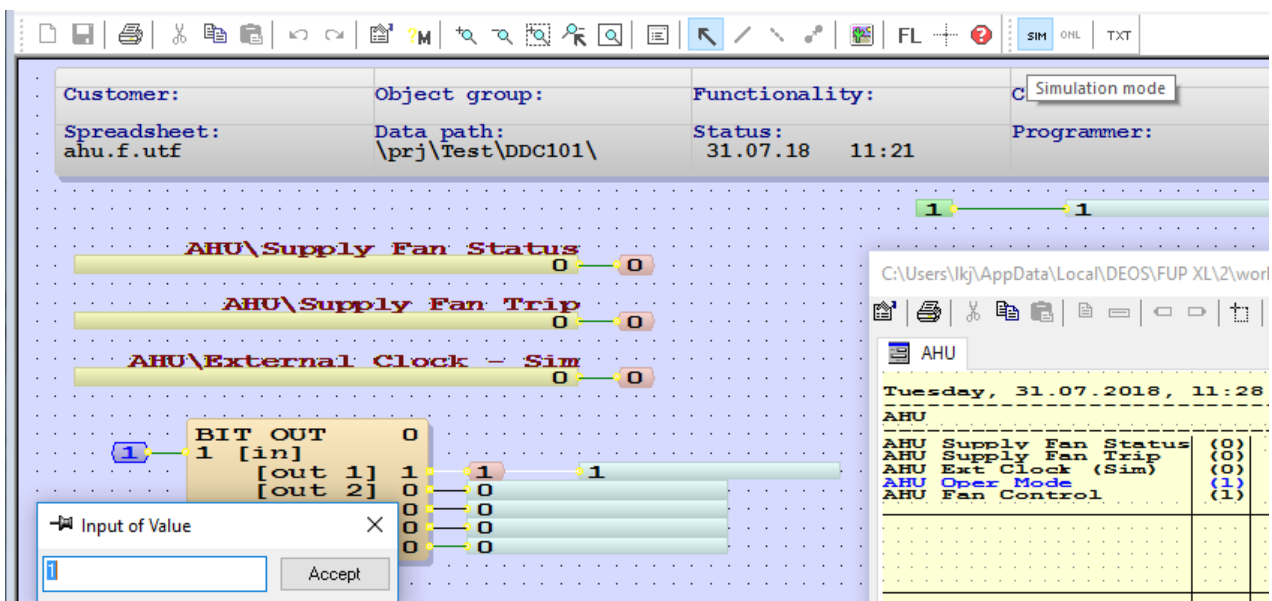 ?M FL SIM ONL TXT
Simulation mode
Customer: Object group: Functionality: C
Spreadsheet: Data path: Status: Programmer:
ahu.f.utf \prj\Test\DDC101\ 31.07.18 11:21
1 1
AHU\Supply Fan Status
0 0
AHU\Supply Fan Trip
0 0
AHU\External Clock - Sim
0 0
BIT OUT 0
1 1 [in]
[out 1] 1 1 1
[out 2] 0 0
0 0
0 0
0 0
Input of Value
1 Accept
C:\Users\lkj\AppData\Local\DEOS\FUP XL\2\wor
AHU
Tuesday, 31.07.2018, 11:28
AHU
AHU Supply Fan Status (0)
AHU Supply Fan Trip (0)
AHU Ext Clock (Sim) (0)
AHU Oper Mode (1)
AHU Fan Control (1)